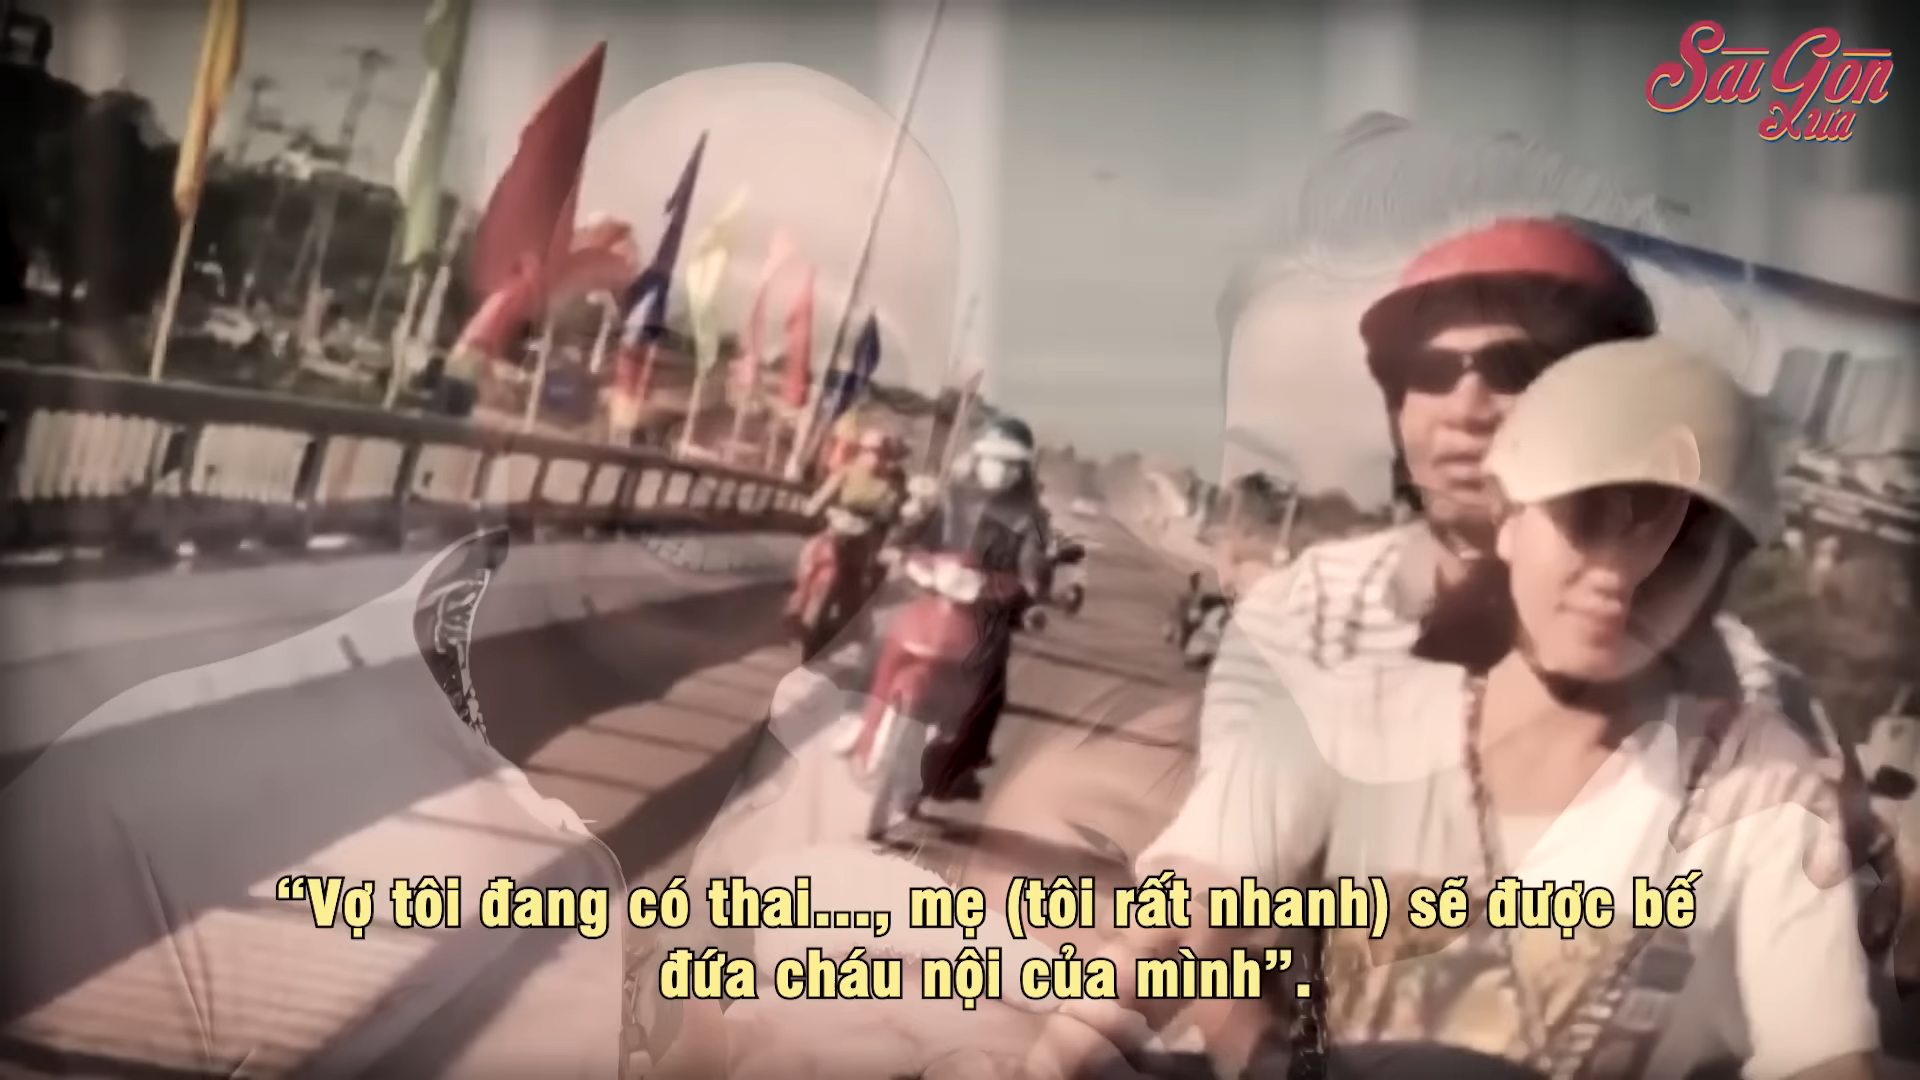 Sài Gòn
Xưa
“Vợ tôi đang có thai..., mẹ (tôi rất nhanh) sẽ được bế
đứa cháu nội của mình”.